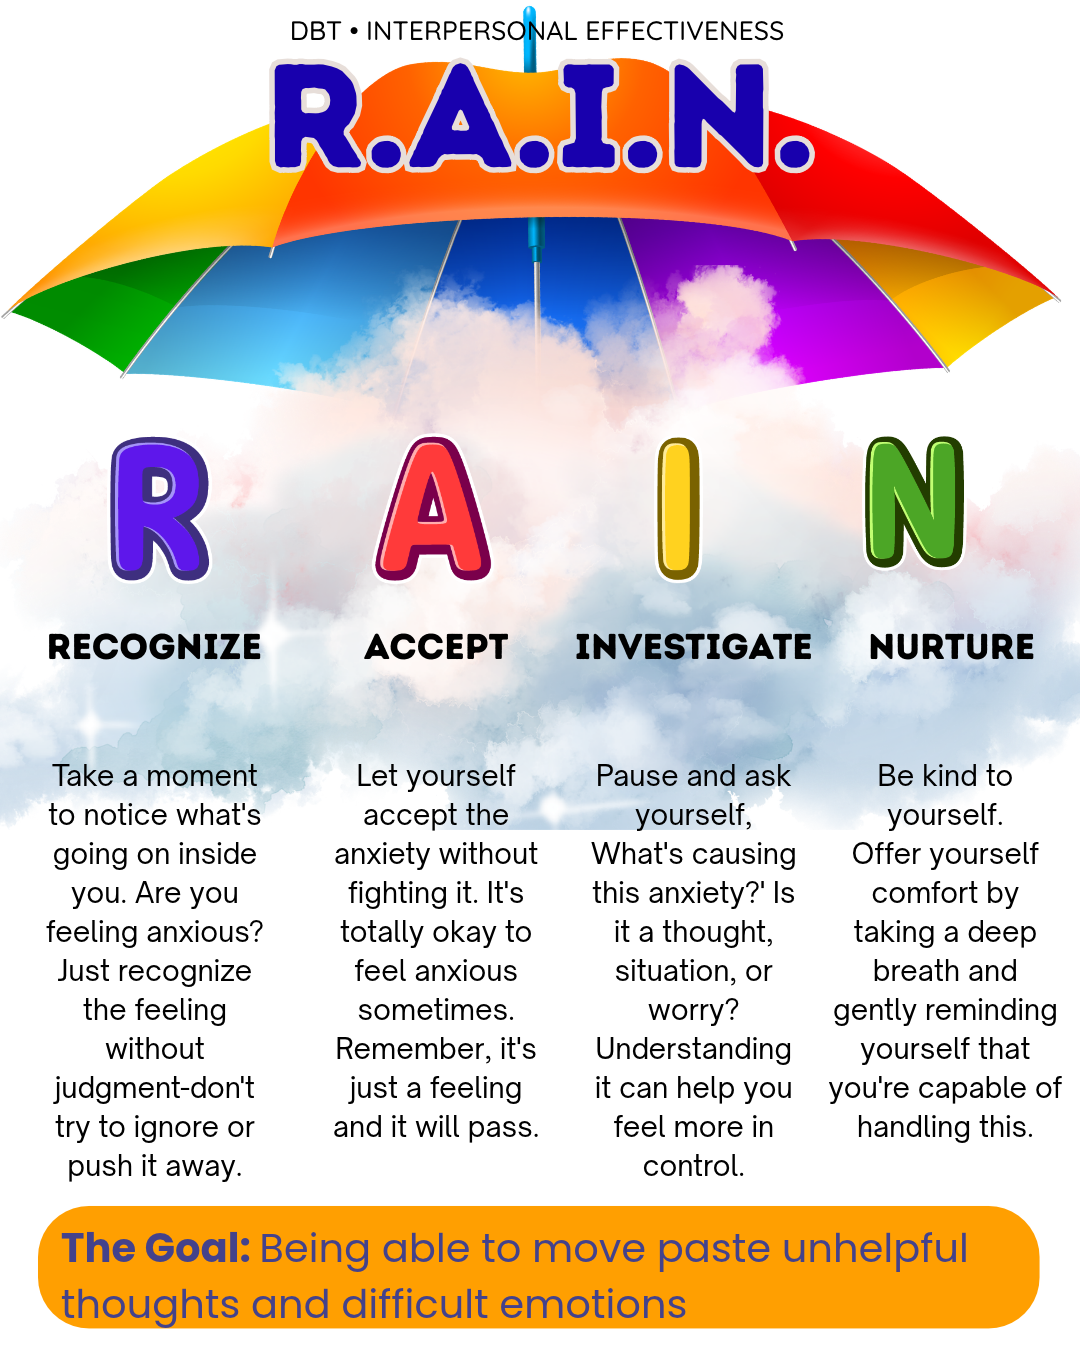 DBT • INTERPERSONAL EFFECTIVENESS
R.A.I.N.
R
RECOGNIZE
Take a moment
to notice what's
going on inside
you. Are you
feeling anxious?
Just recognize
the feeling
without
judgment-don't
try to ignore or
push it away.
A
ACCEPT
Let yourself
accept the
anxiety without
fighting it. It's
totally okay to
feel anxious
sometimes.
Remember, it's
just a feeling
and it will pass.
I
INVESTIGATE
Pause and ask
yourself,
What's causing
this anxiety?' Is
it a thought,
situation, or
worry?
Understanding
it can help you
feel more in
control.
N
NURTURE
Be kind to
yourself.
Offer yourself
comfort by
taking a deep
breath and
gently reminding
yourself that
you're capable of
handling this.
The Goal: Being able to move paste unhelpful
thoughts and difficult emotions